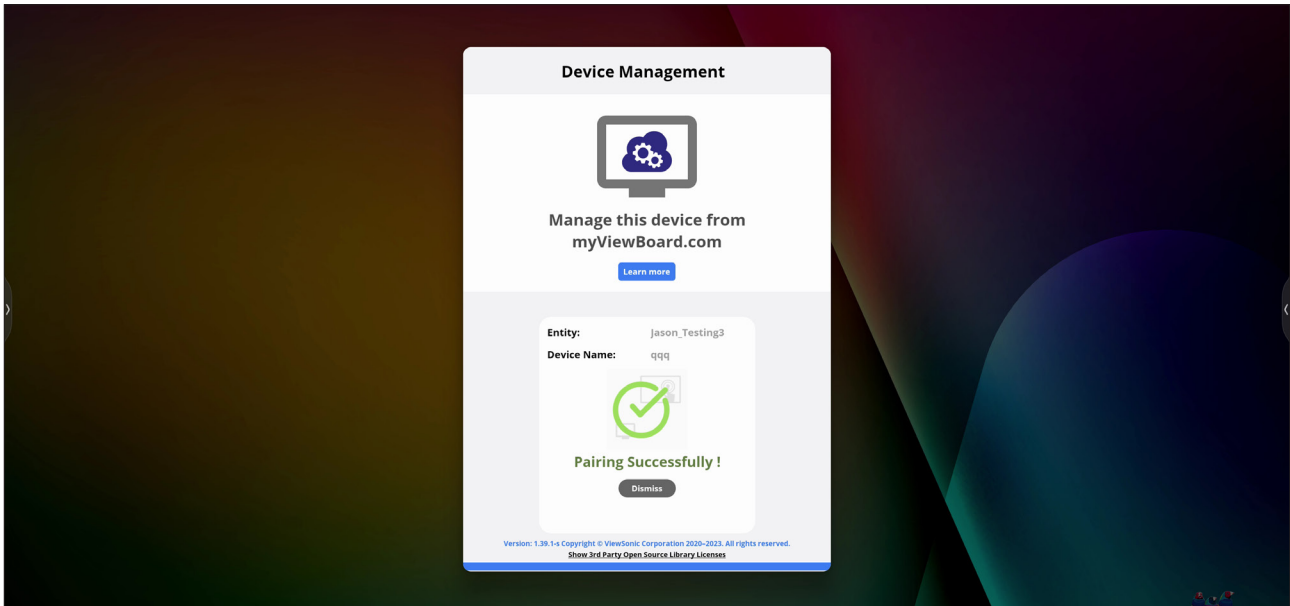 Device Management
Manage this device from
myViewBoard.com
Learn more
Entity: Jason_Testing3
Device Name: qqq
Pairing Successfully !
Dismiss
Version: 1.39.1-s Copyright © ViewSonic Corporation 2020–2023. All rights reserved.
Show 3rd Party Open Source Library Licenses